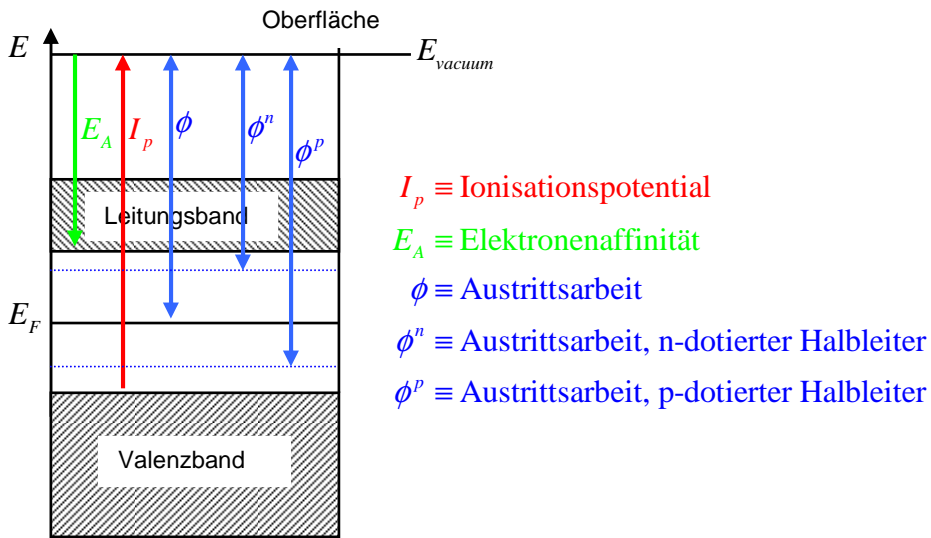 Oberfläche
E
E_vacuum
E_A I_p ϕ ϕ^n ϕ^p
Leitungsband
E_F
Valenzband
I_p ≡ Ionisationspotential
E_A ≡ Elektronenaffinität
ϕ ≡ Austrittsarbeit
ϕ^n ≡ Austrittsarbeit, n-dotierter Halbleiter
ϕ^p ≡ Austrittsarbeit, p-dotierter Halbleiter